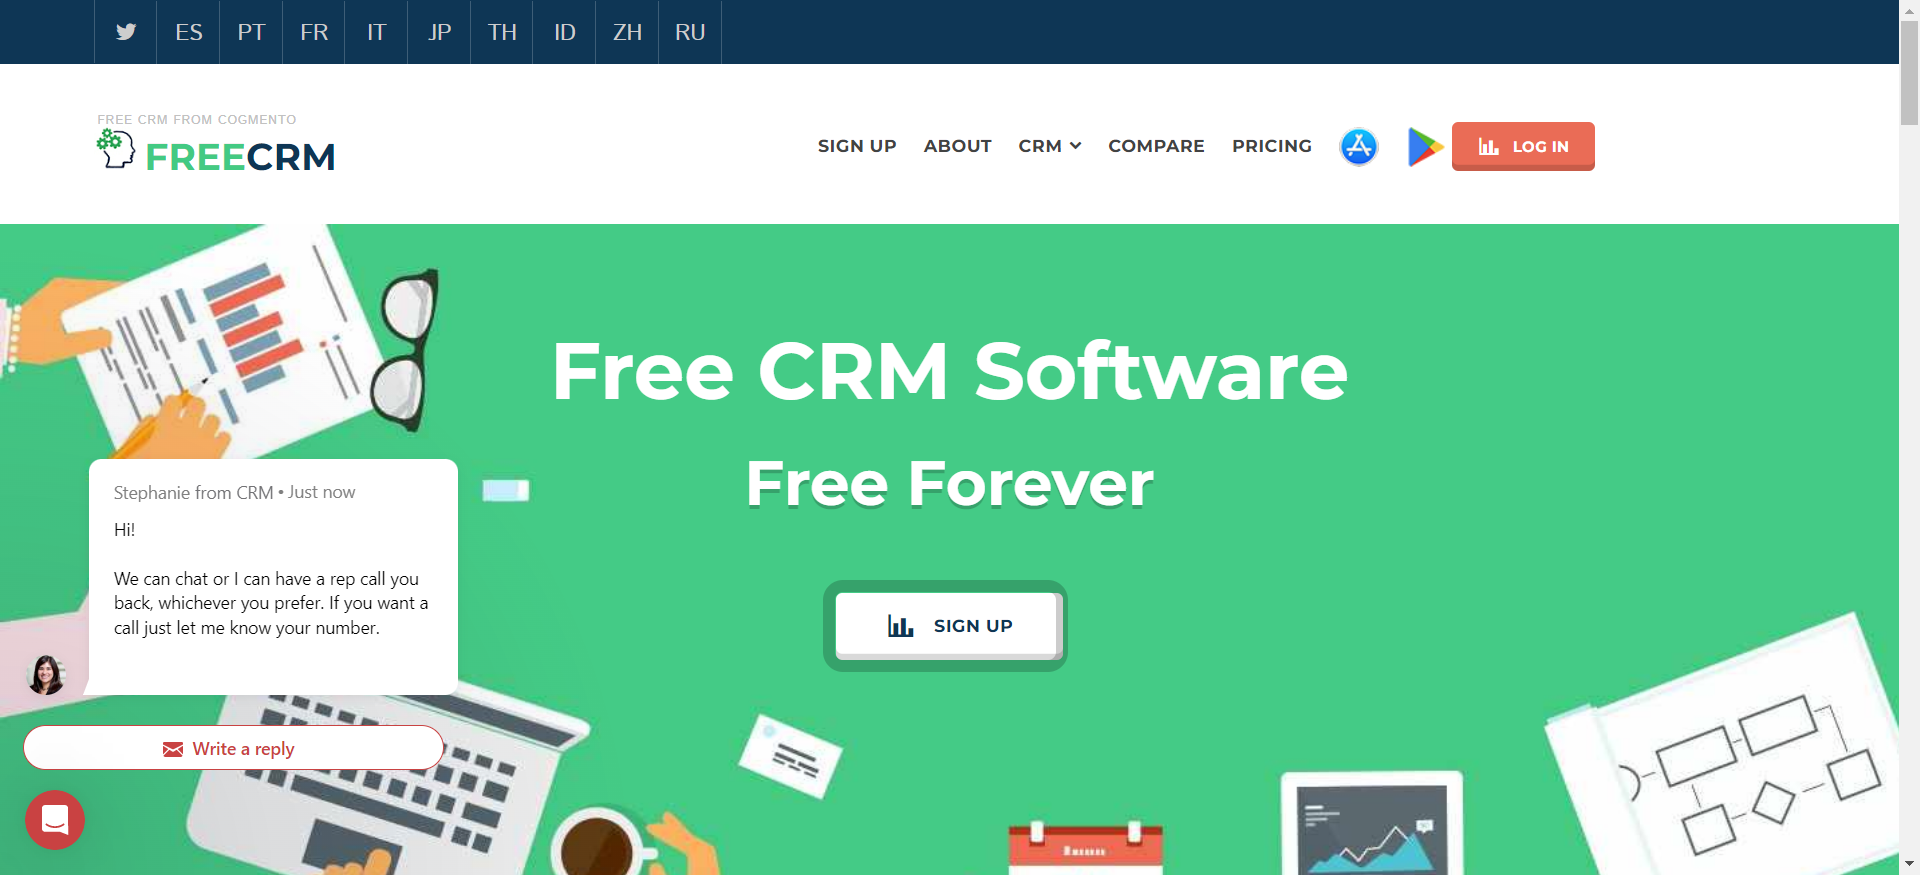 ES PT FR IT JP TH ID ZH RU
FREE CRM FROM COGMENTO
FREECRM
SIGN UP ABOUT CRM COMPARE PRICING LOG IN
Free CRM Software
Free Forever
SIGN UP
Stephanie from CRM • Just now
Hi!
We can chat or I can have a rep call you
back, whichever you prefer. If you want a
call just let me know your number.
Write a reply